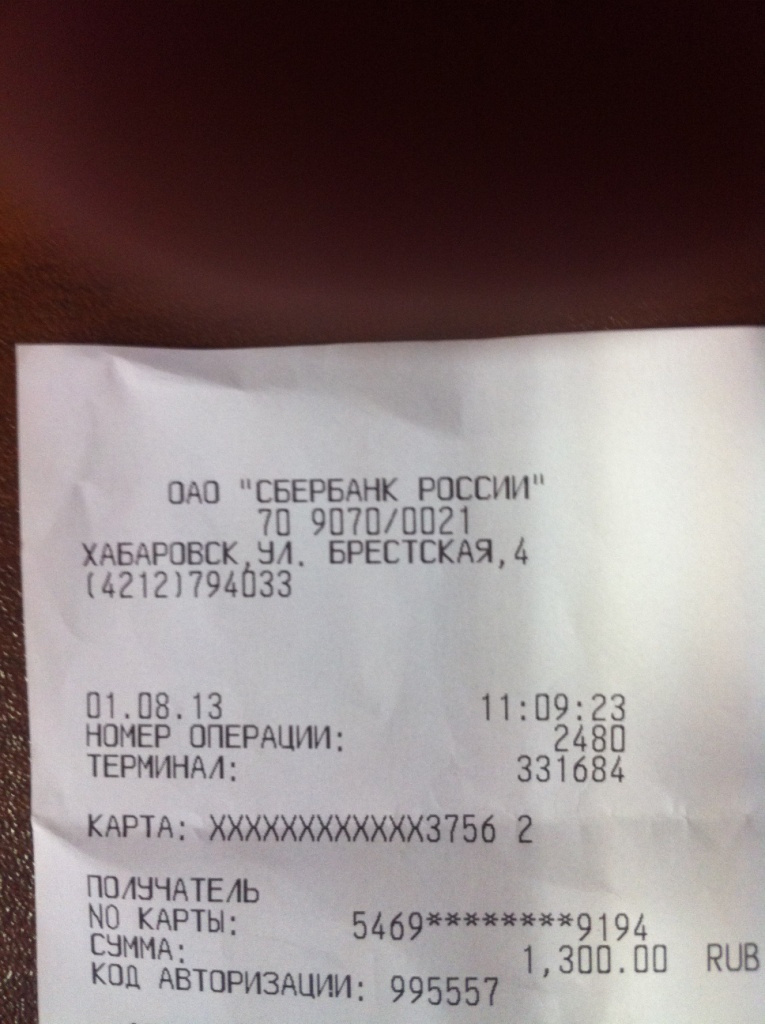 ОАО "СБЕРБАНК РОССИИ"
70 9070/0021
ХАБАРОВСК,УЛ. БРЕСТСКАЯ,4
(4212)794033
01.08.13 11:09:23
НОМЕР ОПЕРАЦИИ: 2480
ТЕРМИНАЛ: 331684
КАРТА: XXXXXXXXXXXX3756 2
ПОЛУЧАТЕЛЬ
NO КАРТЫ: 5469********9194
СУММА: 1,300.00 RUB
КОД АВТОРИЗАЦИИ: 995557